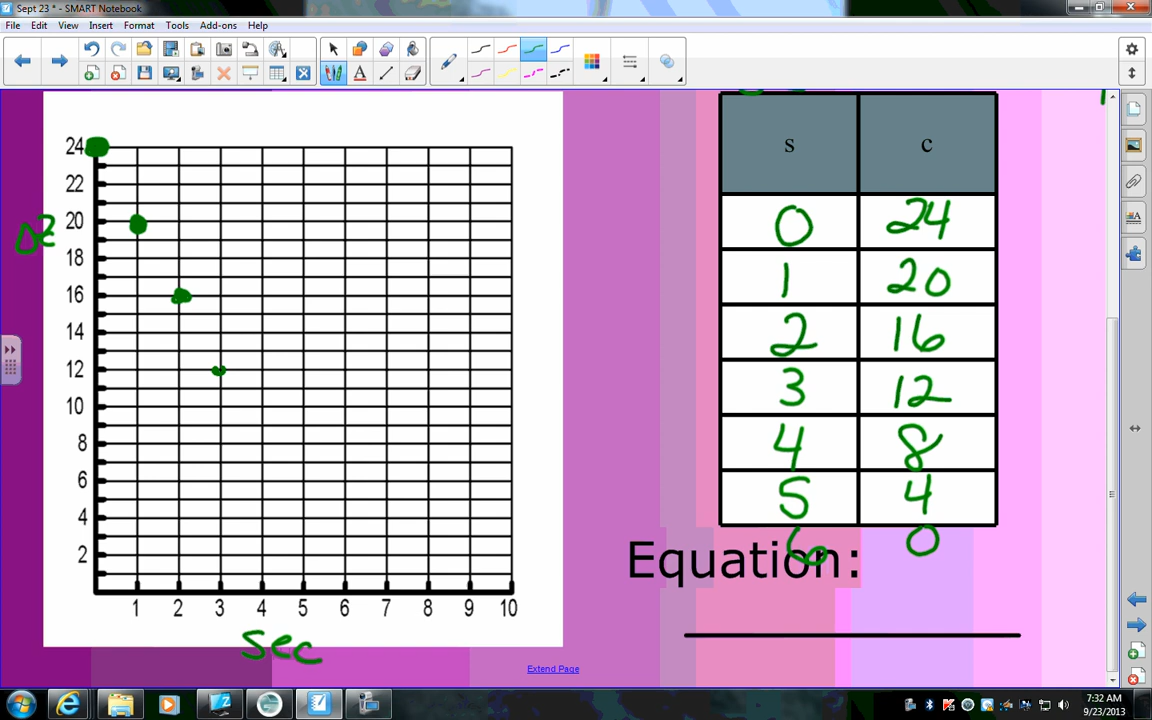 Sept 23 * - SMART Notebook
File Edit View Insert Format Tools Add-ons Help
24
22
20
18
16
14
12
10
8
6
4
2
oz
1 2 3 4 5 6 7 8 9 10
sec
s c
0 24
1 20
2 16
3 12
4 8
5 4
6 0
Equation:
Extend Page
7:32 AM
9/23/2013